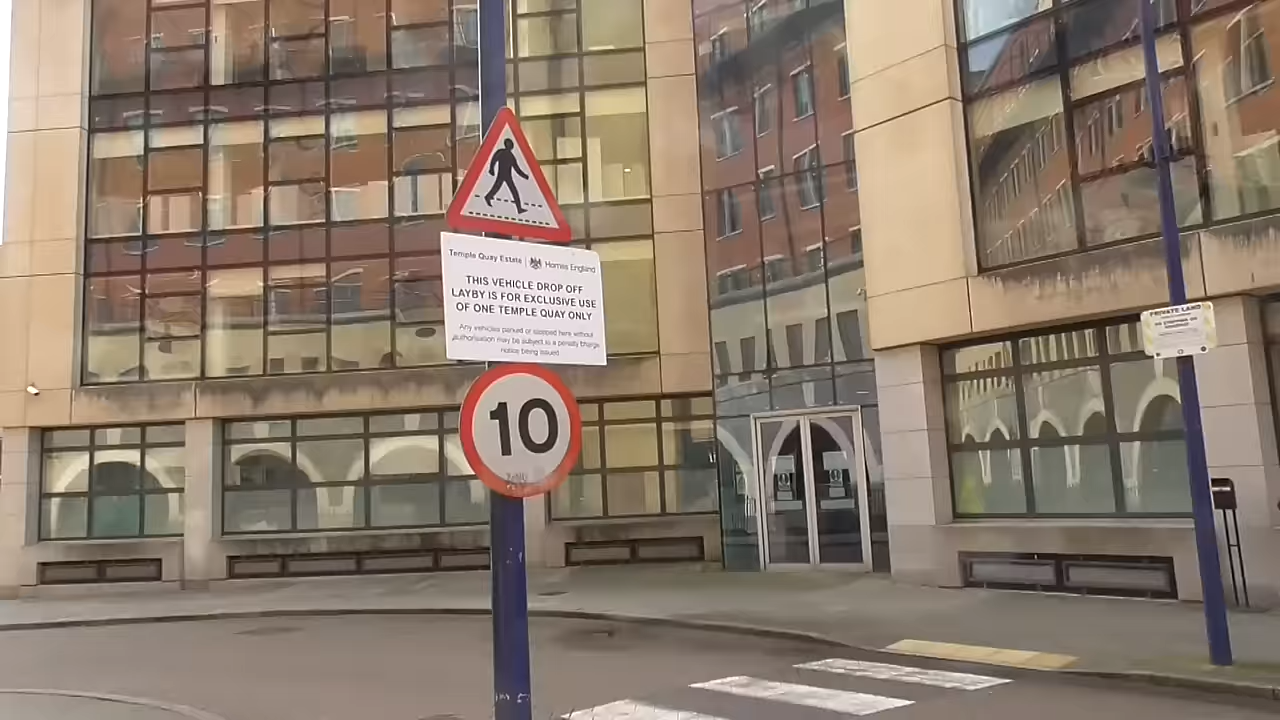 Temple Quay Estate Homes England
THIS VEHICLE DROP OFF
LAYBY IS FOR EXCLUSIVE USE
OF ONE TEMPLE QUAY ONLY
Any vehicles parked or stopped here without
authorisation may be subject to a penalty charge
notice being issued
10
PRIVATE LAND